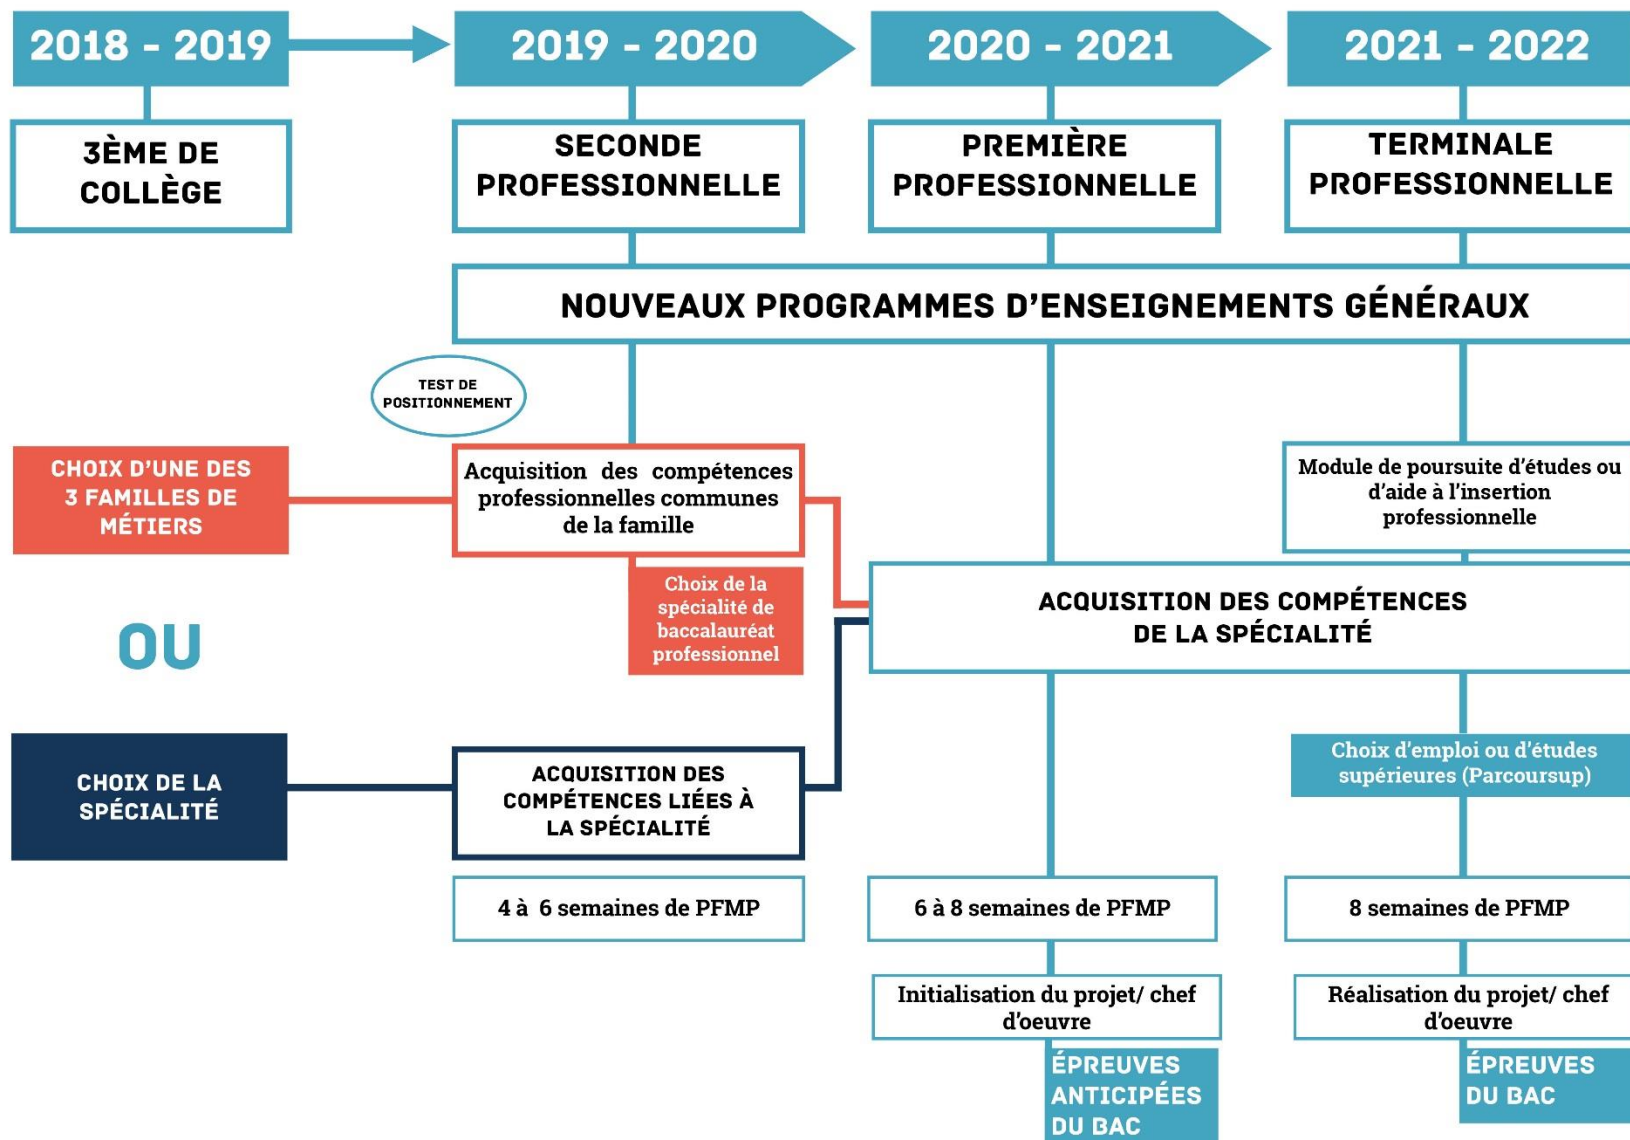 2018 - 2019
2019 - 2020
2020 - 2021
2021 - 2022
3ÈME DE
COLLÈGE
SECONDE
PROFESSIONNELLE
PREMIÈRE
PROFESSIONNELLE
TERMINALE
PROFESSIONNELLE
NOUVEAUX PROGRAMMES D'ENSEIGNEMENTS GÉNÉRAUX
TEST DE
POSITIONNEMENT
CHOIX D'UNE DES
3 FAMILLES DE
MÉTIERS
Acquisition des compétences
professionnelles communes
de la famille
Module de poursuite d'études ou
d'aide à l'insertion
professionnelle
Choix de la
spécialité de
baccalauréat
professionnel
ACQUISITION DES COMPÉTENCES
DE LA SPÉCIALITÉ
OU
CHOIX DE LA
SPÉCIALITÉ
ACQUISITION DES
COMPÉTENCES LIÉES À
LA SPÉCIALITÉ
Choix d'emploi ou d'études
supérieures (Parcoursup)
4 à 6 semaines de PFMP
6 à 8 semaines de PFMP
8 semaines de PFMP
Initialisation du projet/ chef
d'oeuvre
Réalisation du projet/ chef
d'oeuvre
ÉPREUVES
ANTICIPÉES
DU BAC
ÉPREUVES
DU BAC